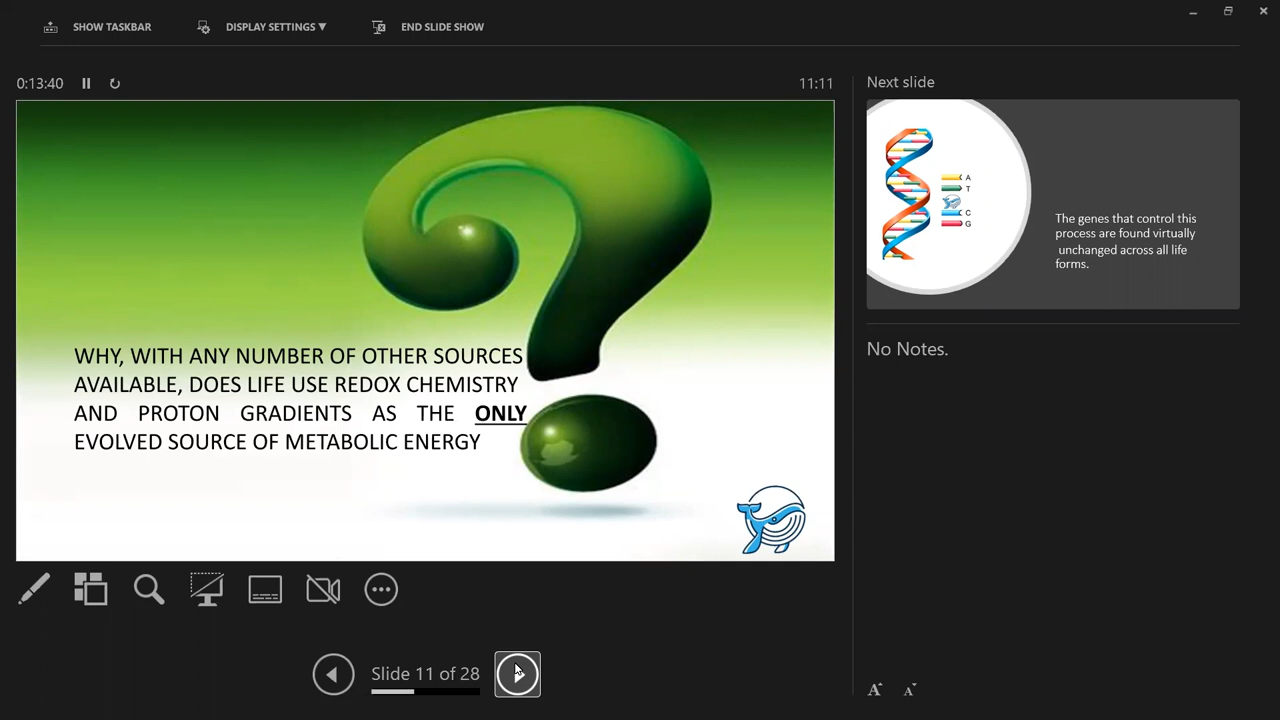 SHOW TASKBAR
DISPLAY SETTINGS ▼
END SLIDE SHOW
0:13:40
11:11
Next slide
WHY, WITH ANY NUMBER OF OTHER SOURCES
AVAILABLE, DOES LIFE USE REDOX CHEMISTRY
AND PROTON GRADIENTS AS THE ONLY
EVOLVED SOURCE OF METABOLIC ENERGY
A
T
C
G
The genes that control this
process are found virtually
unchanged across all life
forms.
No Notes.
Slide 11 of 28
A A